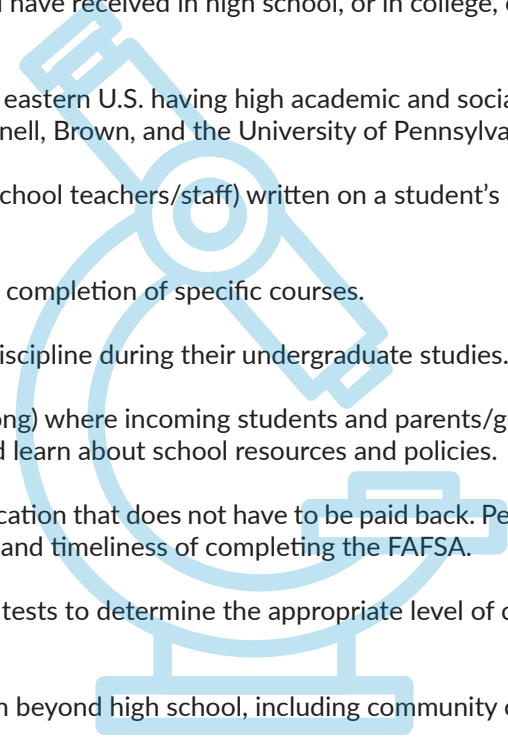 have received in high school, or in college,
eastern U.S. having high academic and socia
nell, Brown, and the University of Pennsylva
chool teachers/staff) written on a student’s
completion of specific courses.
iscipline during their undergraduate studies.
ong) where incoming students and parents/g
d learn about school resources and policies.
cation that does not have to be paid back. Pe
and timeliness of completing the FAFSA.
tests to determine the appropriate level of c
n beyond high school, including community